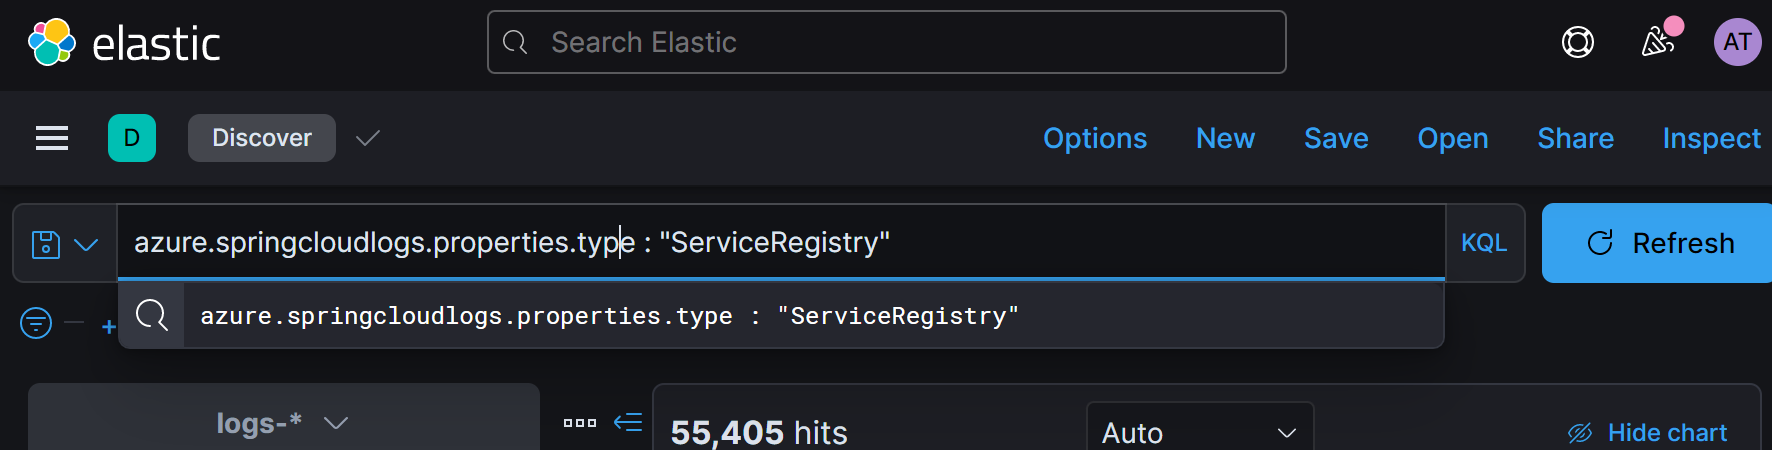 elastic
Search Elastic
AT
D
Discover
Options New Save Open Share Inspect
azure.springcloudlogs.properties.type : "ServiceRegistry"
KQL
Refresh
azure.springcloudlogs.properties.type : "ServiceRegistry"
+
logs-*
55,405 hits
Auto
Hide chart